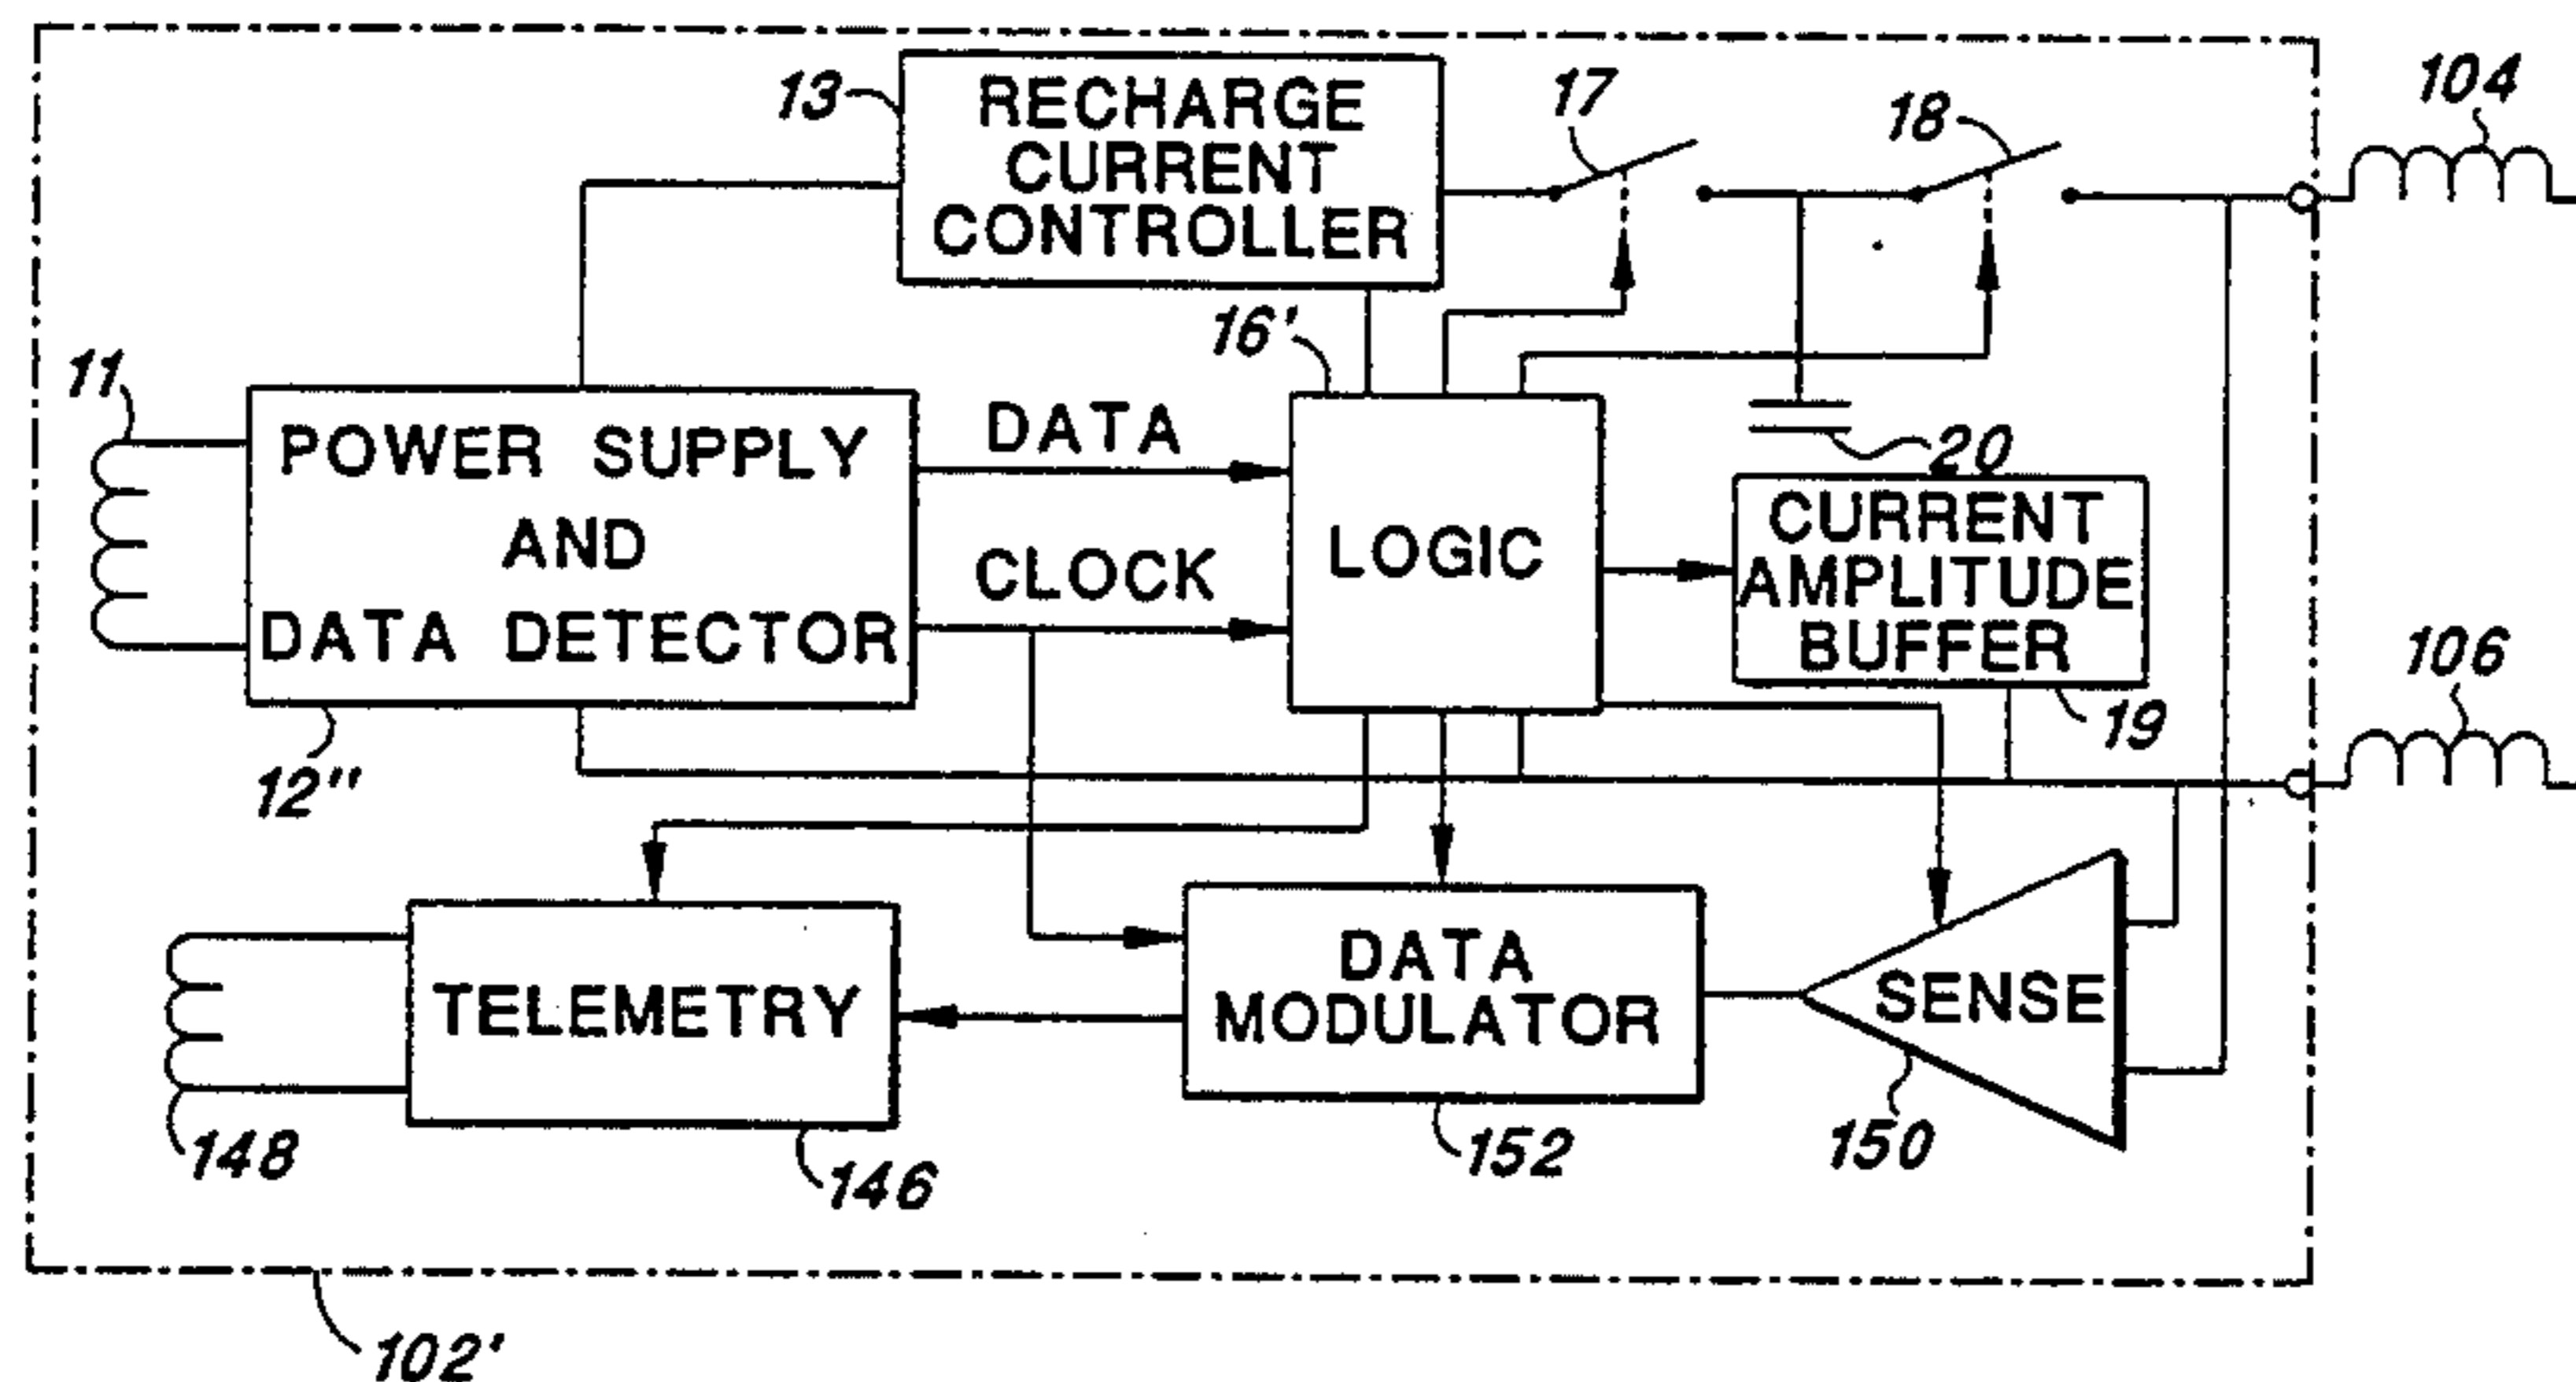 13
RECHARGE
CURRENT
CONTROLLER
17
18
104
16'
11
POWER SUPPLY
AND
DATA DETECTOR
12"
DATA
CLOCK
LOGIC
20
CURRENT
AMPLITUDE
BUFFER
19
106
TELEMETRY
148
146
DATA
MODULATOR
152
SENSE
150
102'